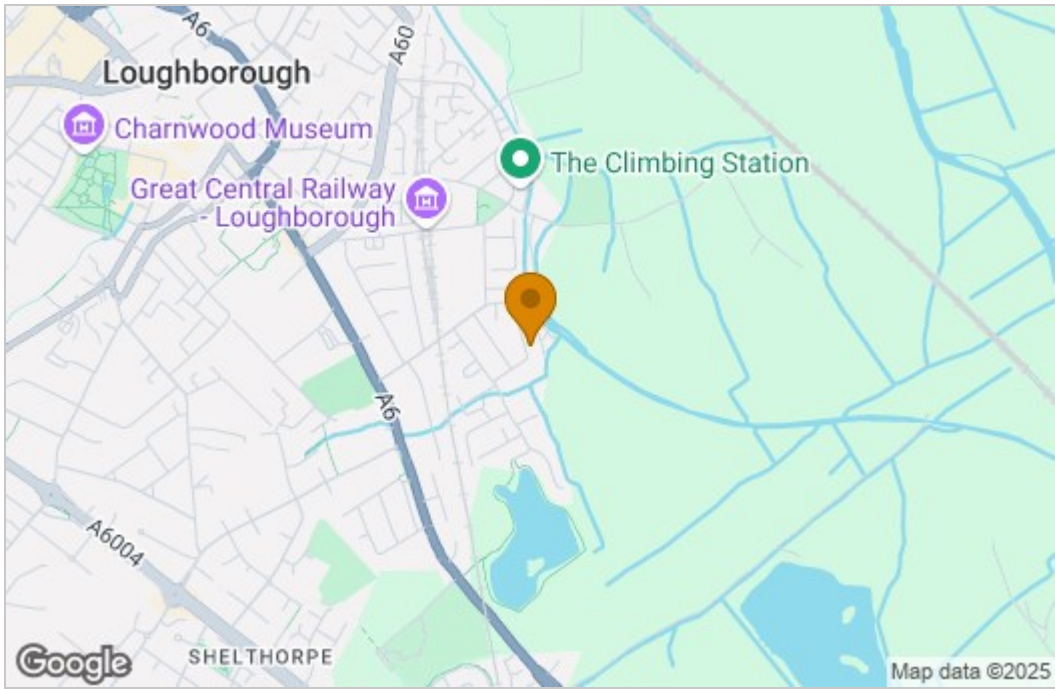 A6
A60
Loughborough
Charnwood Museum
The Climbing Station
Great Central Railway
- Loughborough
A6
A6004
SHELTHORPE
Google
Map data ©2025